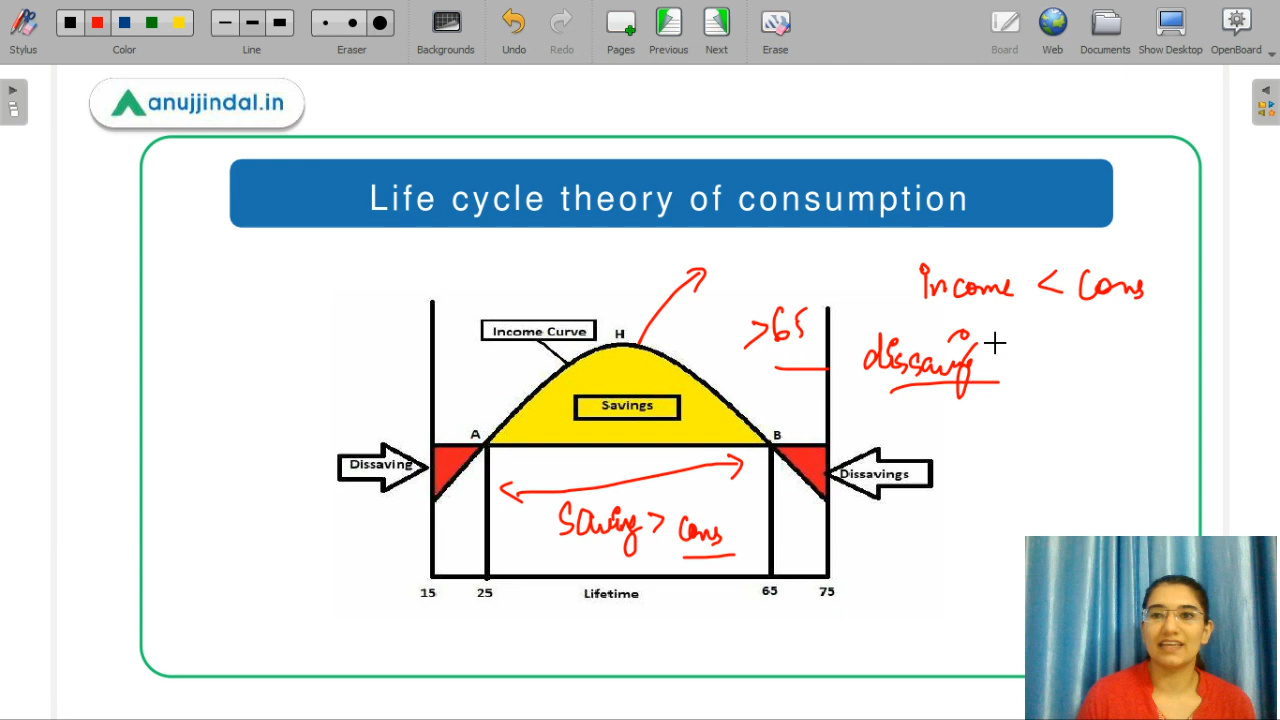 Stylus Color Line Eraser Backgrounds Undo Redo Pages Previous Next Erase Board Web Documents Show Desktop OpenBoard
anujjindal.in
Life cycle theory of consumption
Income < Cons
>65
Income Curve
H
dissaving
Savings
A
B
Dissaving
Dissavings
Saving > cons
15 25 Lifetime 65 75